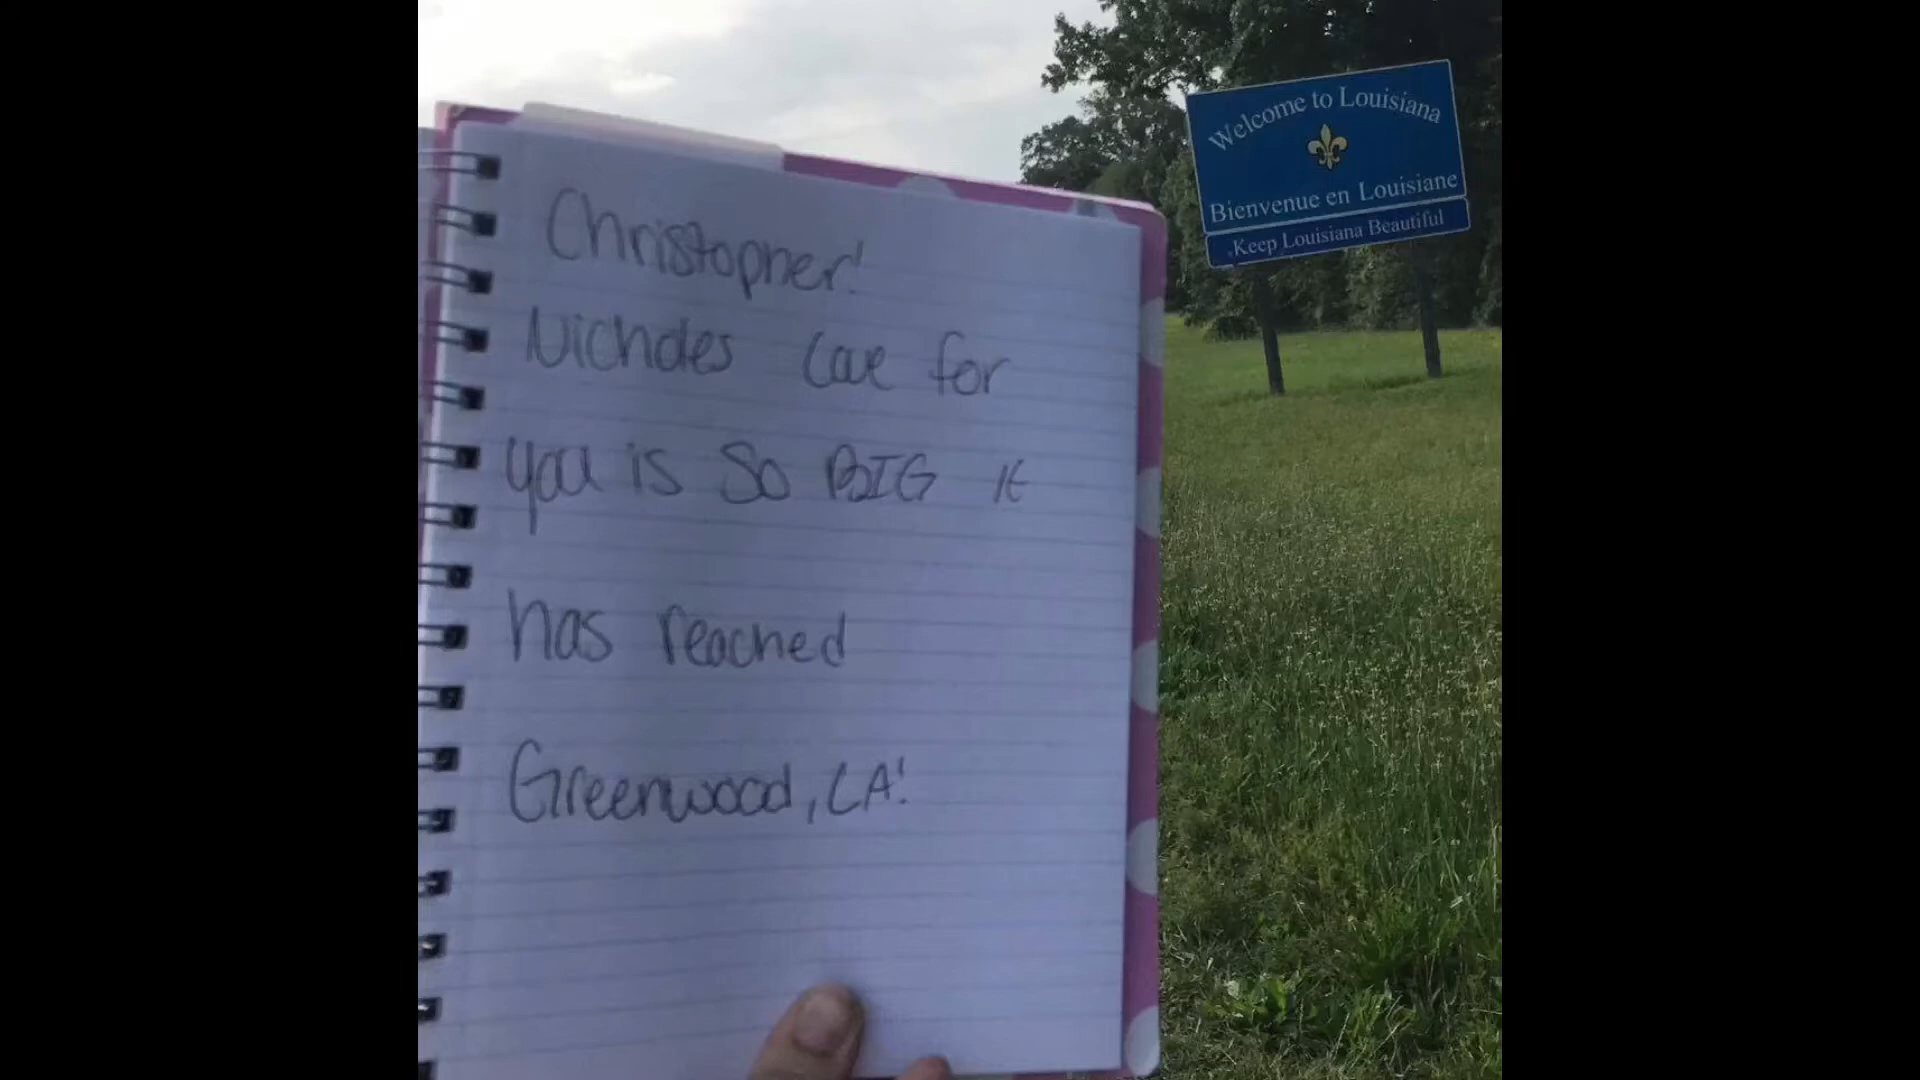 Christopher!
Nicholes Love for
you is So BIG it
has reached
Greenwood, LA!
Welcome to Louisiana
Bienvenue en Louisiane
Keep Louisiana Beautiful